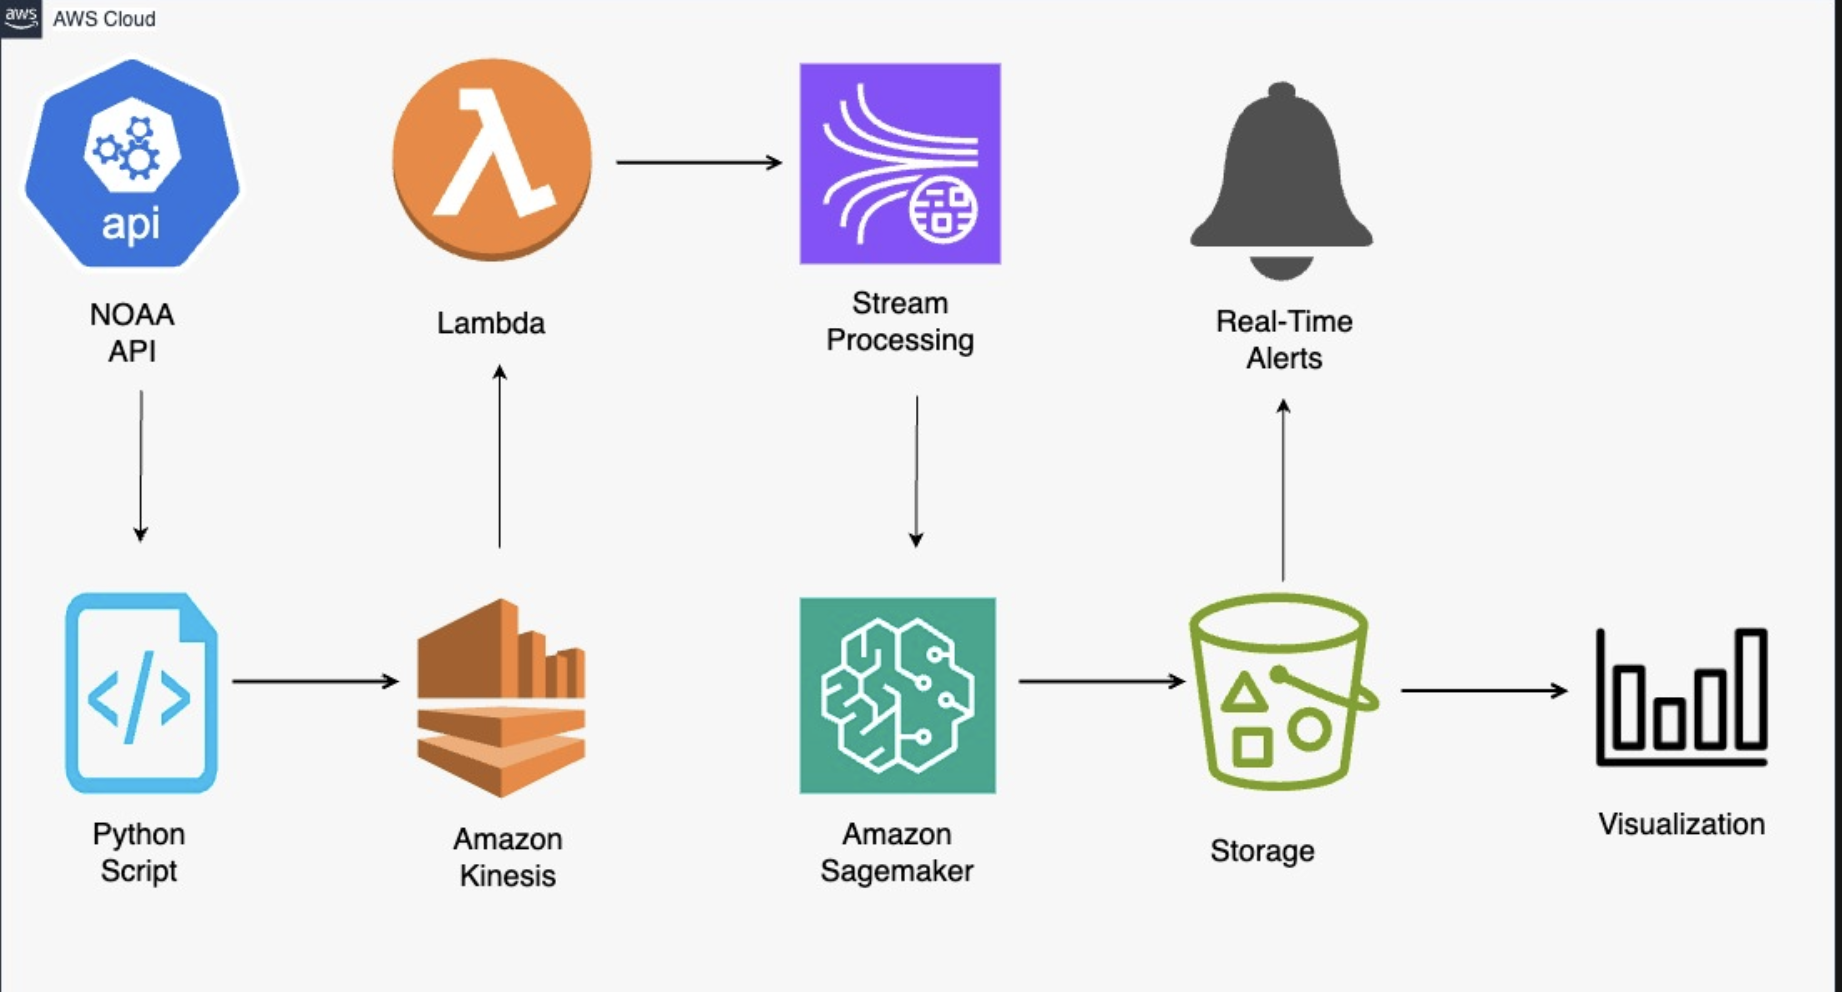 aws
AWS Cloud
api
NOAA
API
Lambda
Stream
Processing
Real-Time
Alerts
Python
Script
Amazon
Kinesis
Amazon
Sagemaker
Storage
Visualization